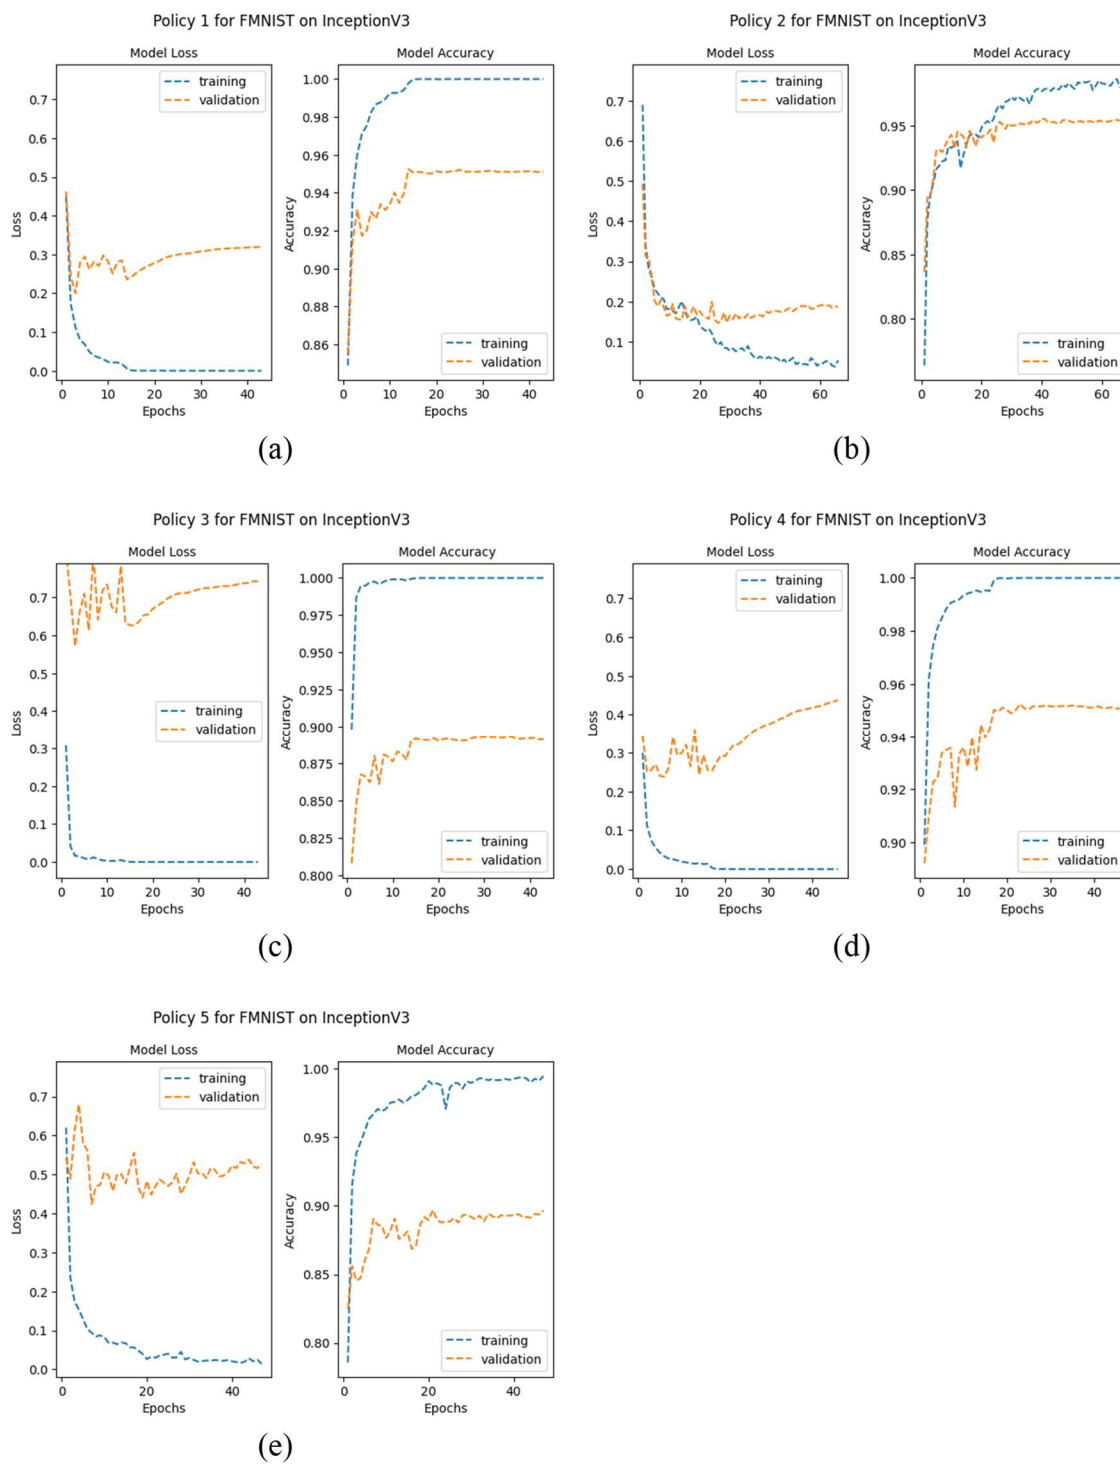 Policy 1 for FMNIST on InceptionV3
Model Loss
training
validation
0.7
0.6
0.5
0.4
0.3
0.2
0.1
0.0
Loss
0 10 20 30 40
Epochs
Model Accuracy
1.00
0.98
0.96
0.94
0.92
0.90
0.88
0.86
Accuracy
training
validation
0 10 20 30 40
Epochs
(a)
Policy 2 for FMNIST on InceptionV3
Model Loss
training
validation
0.7
0.6
0.5
0.4
0.3
0.2
0.1
Loss
0 20 40 60
Epochs
Model Accuracy
0.95
0.90
0.85
0.80
Accuracy
training
validation
0 20 40 60
Epochs
(b)
Policy 3 for FMNIST on InceptionV3
Model Loss
0.7
0.6
0.5
0.4
0.3
0.2
0.1
0.0
Loss
training
validation
0 10 20 30 40
Epochs
Model Accuracy
1.000
0.975
0.950
0.925
0.900
0.875
0.850
0.825
0.800
Accuracy
training
validation
0 10 20 30 40
Epochs
(c)
Policy 4 for FMNIST on InceptionV3
Model Loss
training
validation
0.7
0.6
0.5
0.4
0.3
0.2
0.1
0.0
Loss
0 10 20 30 40
Epochs
Model Accuracy
1.00
0.98
0.96
0.94
0.92
0.90
Accuracy
training
validation
0 10 20 30 40
Epochs
(d)
Policy 5 for FMNIST on InceptionV3
Model Loss
training
validation
0.7
0.6
0.5
0.4
0.3
0.2
0.1
0.0
Loss
0 20 40
Epochs
Model Accuracy
1.00
0.95
0.90
0.85
0.80
Accuracy
training
validation
0 20 40
Epochs
(e)